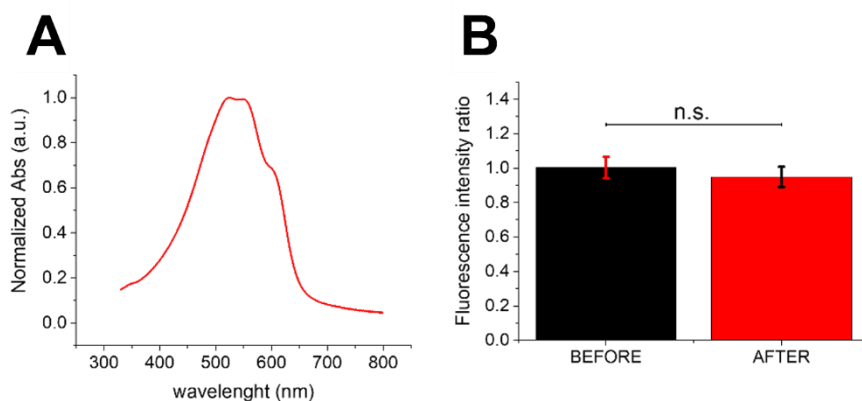 A
Normalized Abs (a.u.)
1.0
0.8
0.6
0.4
0.2
0.0
300 400 500 600 700 800
wavelenght (nm)
B
Fluorescence intensity ratio
1.4
1.2
1.0
0.8
0.6
0.4
0.2
0.0
n.s.
BEFORE AFTER